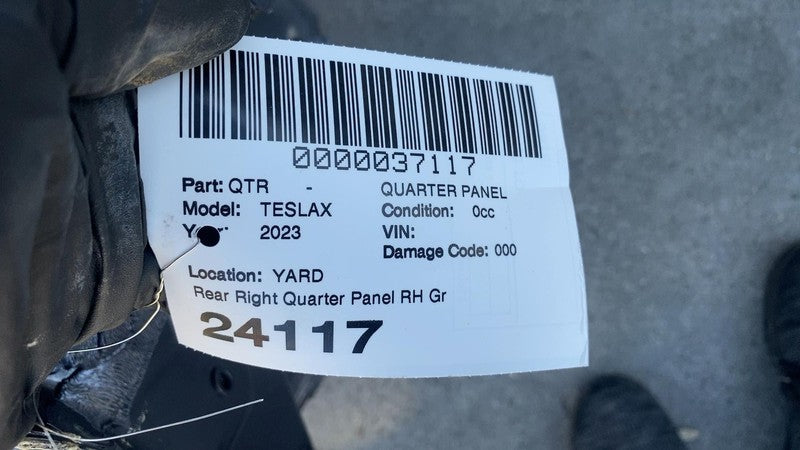 0000037117
Part: QTR - QUARTER PANEL
Model: TESLAX Condition: 0cc
Year: 2023 VIN:
Damage Code: 000
Location: YARD
Rear Right Quarter Panel RH Gr
24117